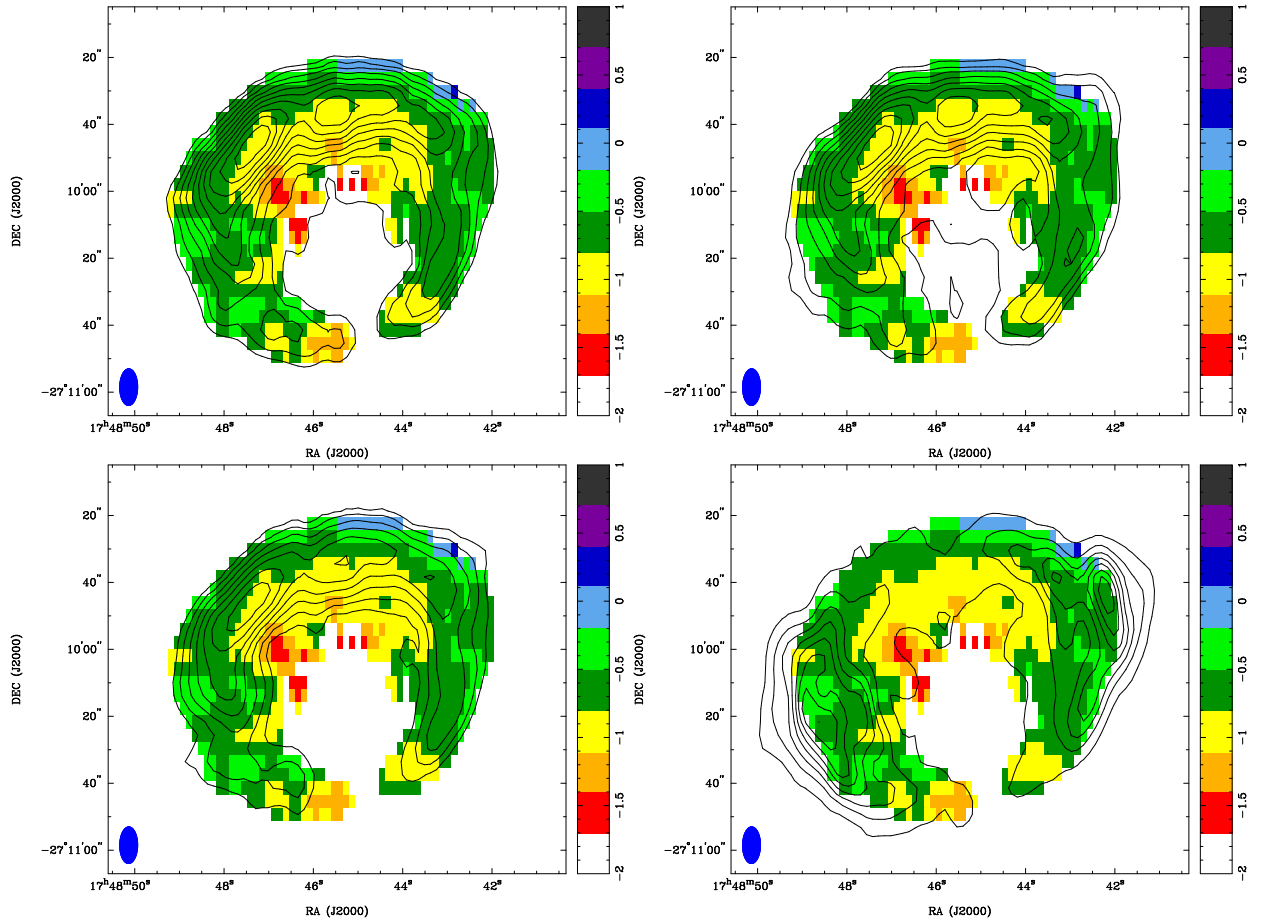 20"
40"
10'00"
20"
40"
−27°11'00"
17h48m50s
48s
46s
44s
42s
RA (J2000)
DEC (J2000)
1
0.5
0
−0.5
−1
−1.5
−2
20"
40"
10'00"
20"
40"
−27°11'00"
17h48m50s
48s
46s
44s
42s
RA (J2000)
DEC (J2000)
1
0.5
0
−0.5
−1
−1.5
−2
20"
40"
10'00"
20"
40"
−27°11'00"
17h48m50s
48s
46s
44s
42s
RA (J2000)
DEC (J2000)
1
0.5
0
−0.5
−1
−1.5
−2
20"
40"
10'00"
20"
40"
−27°11'00"
17h48m50s
48s
46s
44s
42s
RA (J2000)
DEC (J2000)
1
0.5
0
−0.5
−1
−1.5
−2